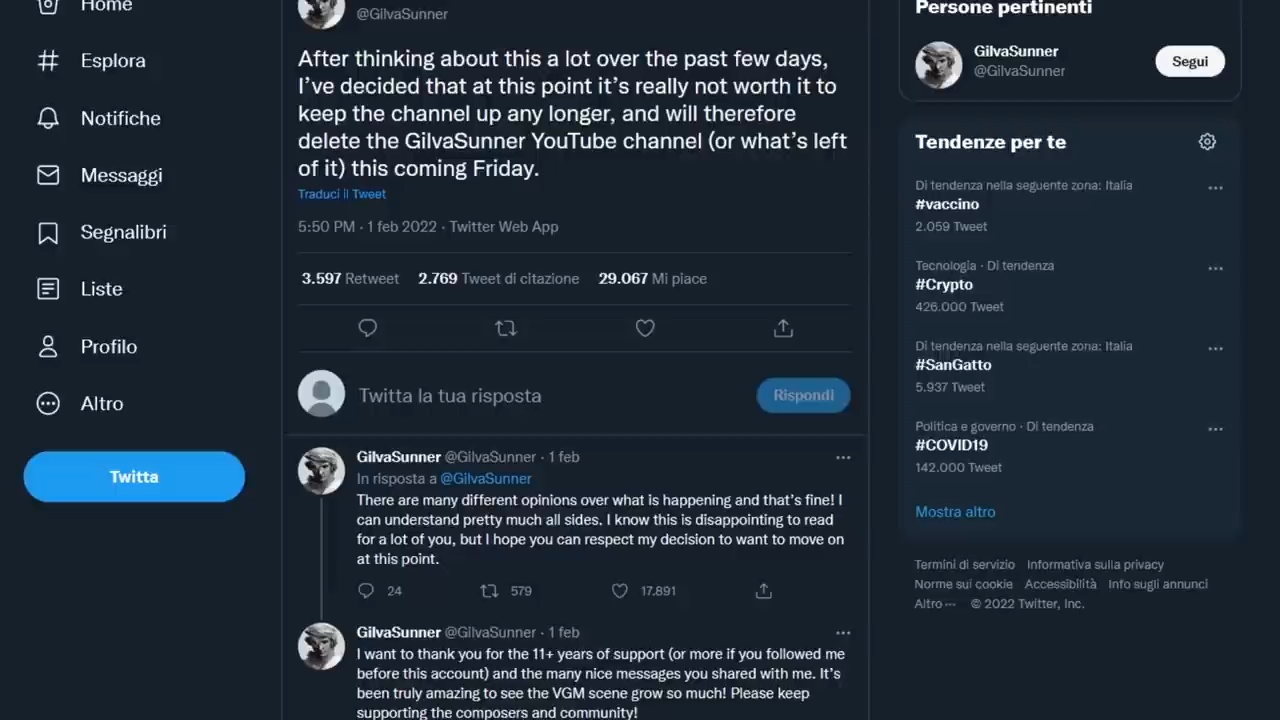 Home
Esplora
Notifiche
Messaggi
Segnalibri
Liste
Profilo
Altro
Twitta
@GilvaSunner
After thinking about this a lot over the past few days,
I've decided that at this point it's really not worth it to
keep the channel up any longer, and will therefore
delete the GilvaSunner YouTube channel (or what's left
of it) this coming Friday.
Traduci il Tweet
5:50 PM · 1 feb 2022 · Twitter Web App
3.597 Retweet 2.769 Tweet di citazione 29.067 Mi piace
Twitta la tua risposta
Rispondi
GilvaSunner @GilvaSunner · 1 feb
In risposta a @GilvaSunner
There are many different opinions over what is happening and that's fine! I
can understand pretty much all sides. I know this is disappointing to read
for a lot of you, but I hope you can respect my decision to want to move on
at this point.
24 579 17.891
GilvaSunner @GilvaSunner · 1 feb
I want to thank you for the 11+ years of support (or more if you followed me
before this account) and the many nice messages you shared with me. It's
been truly amazing to see the VGM scene grow so much! Please keep
supporting the composers and community!
Persone pertinenti
GilvaSunner
@GilvaSunner
Segui
Tendenze per te
Di tendenza nella seguente zona: Italia
#vaccino
2.059 Tweet
Tecnologia · Di tendenza
#Crypto
426.000 Tweet
Di tendenza nella seguente zona: Italia
#SanGatto
5.937 Tweet
Politica e governo · Di tendenza
#COVID19
142.000 Tweet
Mostra altro
Termini di servizio Informativa sulla privacy
Norme sui cookie Accessibilità Info sugli annunci
Altro ··· © 2022 Twitter, Inc.